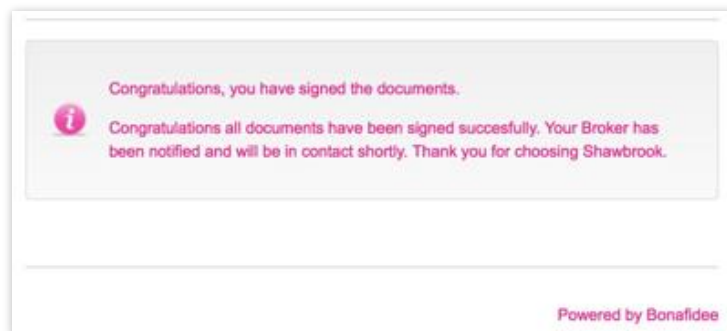 Congratulations, you have signed the documents.
Congratulations all documents have been signed succesfully. Your Broker has
been notified and will be in contact shortly. Thank you for choosing Shawbrook.
Powered by Bonafidee